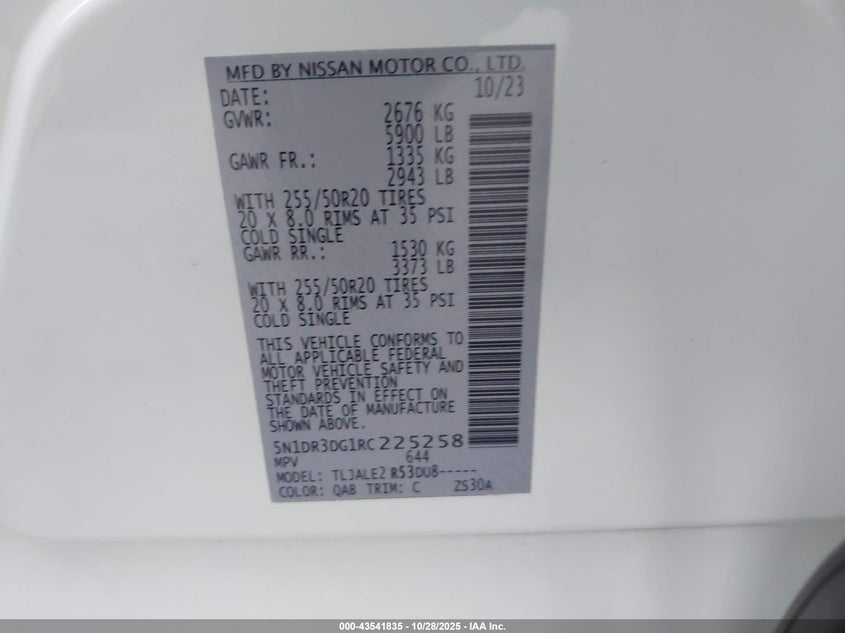 MFD BY NISSAN MOTOR CO., LTD.
DATE: 10/23
GVWR: 2676 KG
5900 LB
GAWR FR.: 1335 KG
2943 LB
WITH 255/50R20 TIRES
20 X 8.0 RIMS AT 35 PSI
COLD SINGLE
GAWR RR.: 1530 KG
3373 LB
WITH 255/50R20 TIRES
20 X 8.0 RIMS AT 35 PSI
COLD SINGLE
THIS VEHICLE CONFORMS TO
ALL APPLICABLE FEDERAL
MOTOR VEHICLE SAFETY AND
THEFT PREVENTION
STANDARDS IN EFFECT ON
THE DATE OF MANUFACTURE
SHOWN ABOVE.
5N1DR3DG1RC225258
MPV 644
MODEL: TLJALE2 R53DU8-----
COLOR: QAB TRIM: C ZS30A
000-43541835 - 10/28/2025 - IAA Inc.